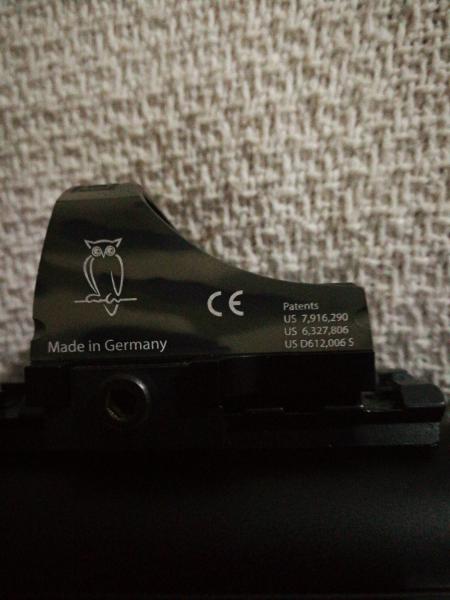 Made in Germany
CE
Patents
US 7,916,290
US 6,327,806
US D612,006 S